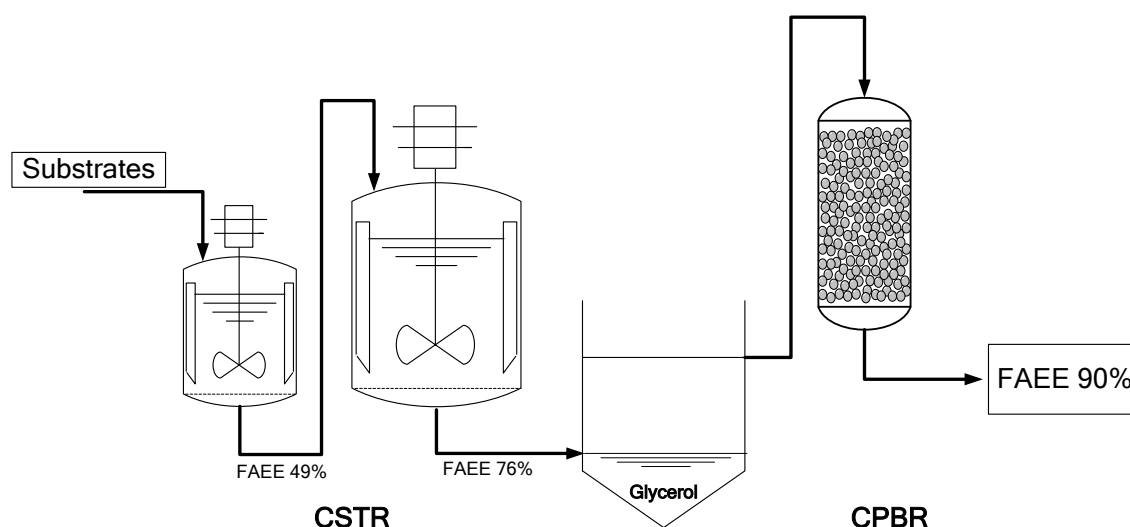 Substrates
FAEE 49%
FAEE 76%
Glycerol
FAEE 90%
CSTR
CPBR